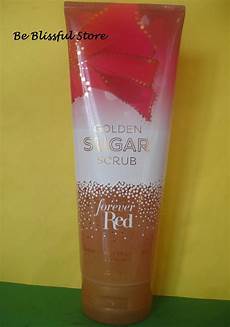 Be Blissful Store
GOLDEN
SUGAR
SCRUB
forever
Red